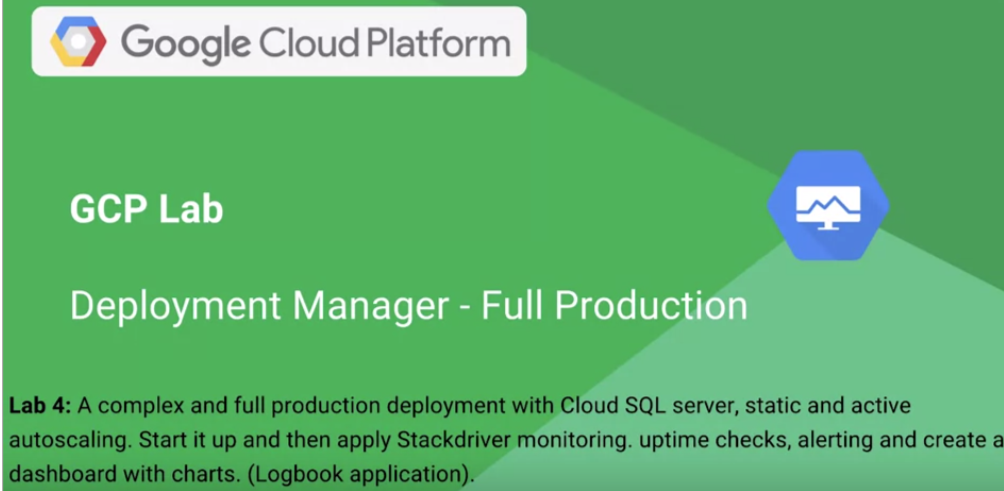 Google Cloud Platform
GCP Lab
Deployment Manager - Full Production
Lab 4: A complex and full production deployment with Cloud SQL server, static and active
autoscaling. Start it up and then apply Stackdriver monitoring. uptime checks, alerting and create a
dashboard with charts. (Logbook application).